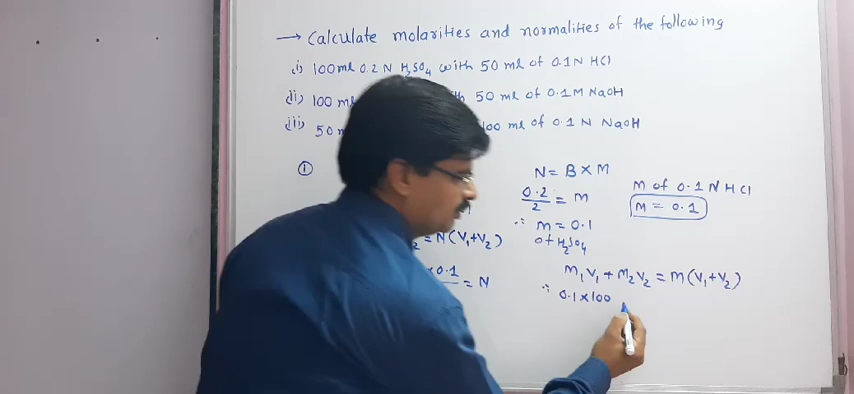 → Calculate molarities and normalities of the following
(i) 100 ml 0.2 N H2SO4 with 50 ml of 0.1 N HCl
(ii) 100 ml 50 ml of 0.1M NaOH
(iii) 50 100 ml of 0.1 N NaOH
①
N = B × M
0.2/2 = M
∴ M = 0.1
of H2SO4
M of 0.1 N HCl
M = 0.1
= N(V1+V2)
× 0.1 = N
M1V1 + M2V2 = M(V1+V2)
∴ 0.1×100